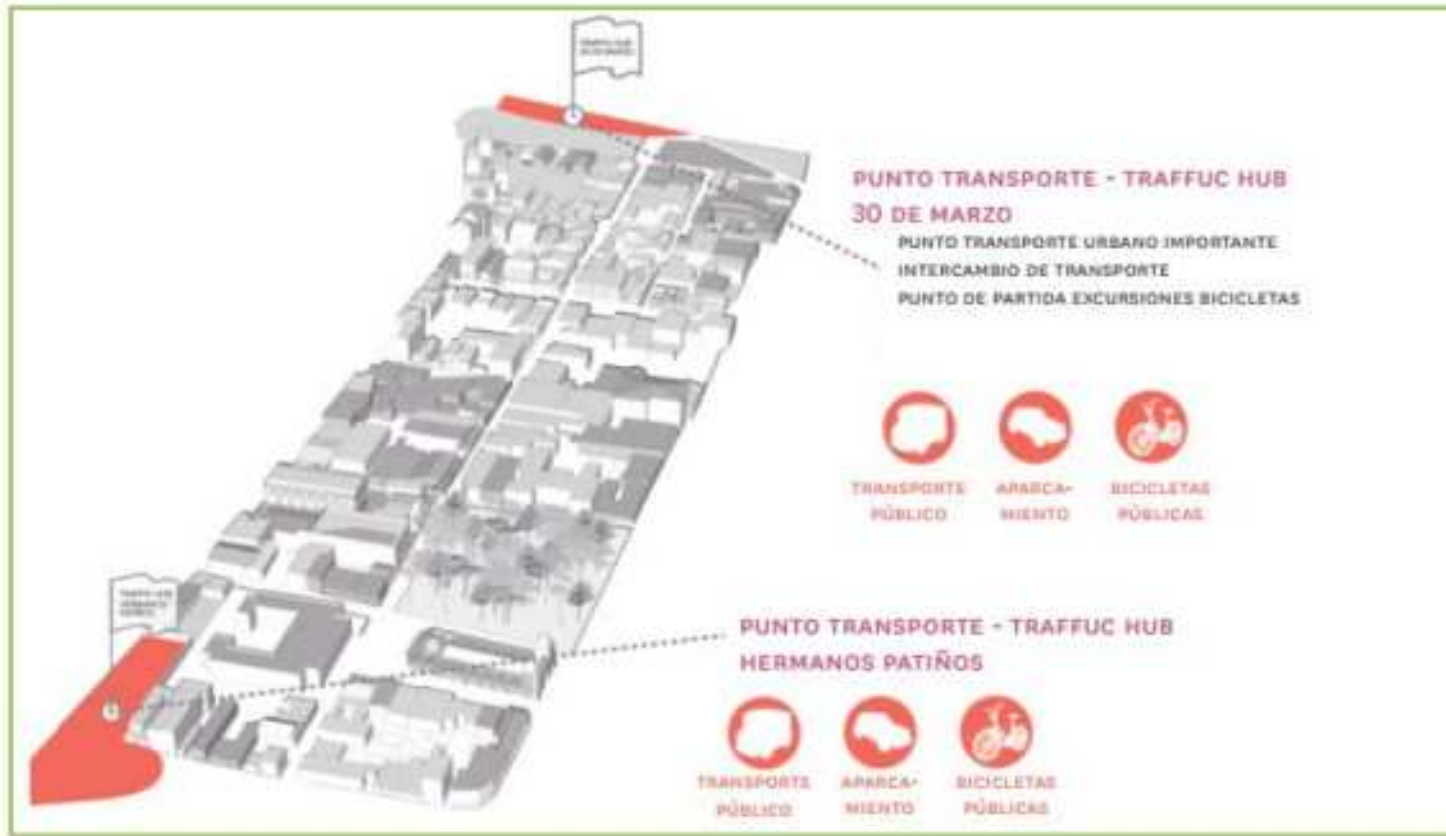 PUNTO TRANSPORTE - TRAFFUC HUB
30 DE MARZO
PUNTO TRANSPORTE URBANO IMPORTANTE
INTERCAMBIO DE TRANSPORTE
PUNTO DE PARTIDA EXCURSIONES BICICLETAS
TRANSPORTE
PÚBLICO
APARCA-
MIENTO
BICICLETAS
PÚBLICAS
PUNTO TRANSPORTE - TRAFFUC HUB
HERMANOS PATIÑOS
TRANSPORTE
PÚBLICO
APARCA-
MIENTO
BICICLETAS
PÚBLICAS